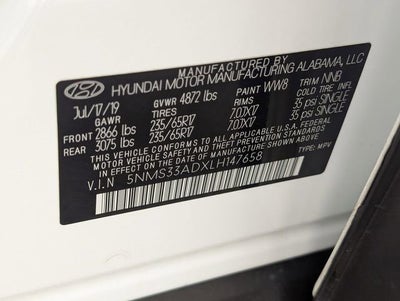 MANUFACTURED BY
HYUNDAI MOTOR MANUFACTURING ALABAMA, LLC
Jul/17/19 GVWR 4872 lbs PAINT WW8 TRIM NNB
GAWR TIRES RIMS COLD TIRE INFL
FRONT 2866 lbs 235/65R17 7.0JX17 35 psi SINGLE
REAR 3075 lbs 235/65R17 7.0JX17 35 psi SINGLE
THIS VEHICLE CONFORMS TO ALL APPLICABLE U.S.A. FEDERAL
MOTOR VEHICLE SAFETY AND THEFT PREVENTION STANDARDS
IN EFFECT ON THE DATE OF MANUFACTURE SHOWN ABOVE.
V.I.N 5NMS33ADXLH147658 TYPE: MPV